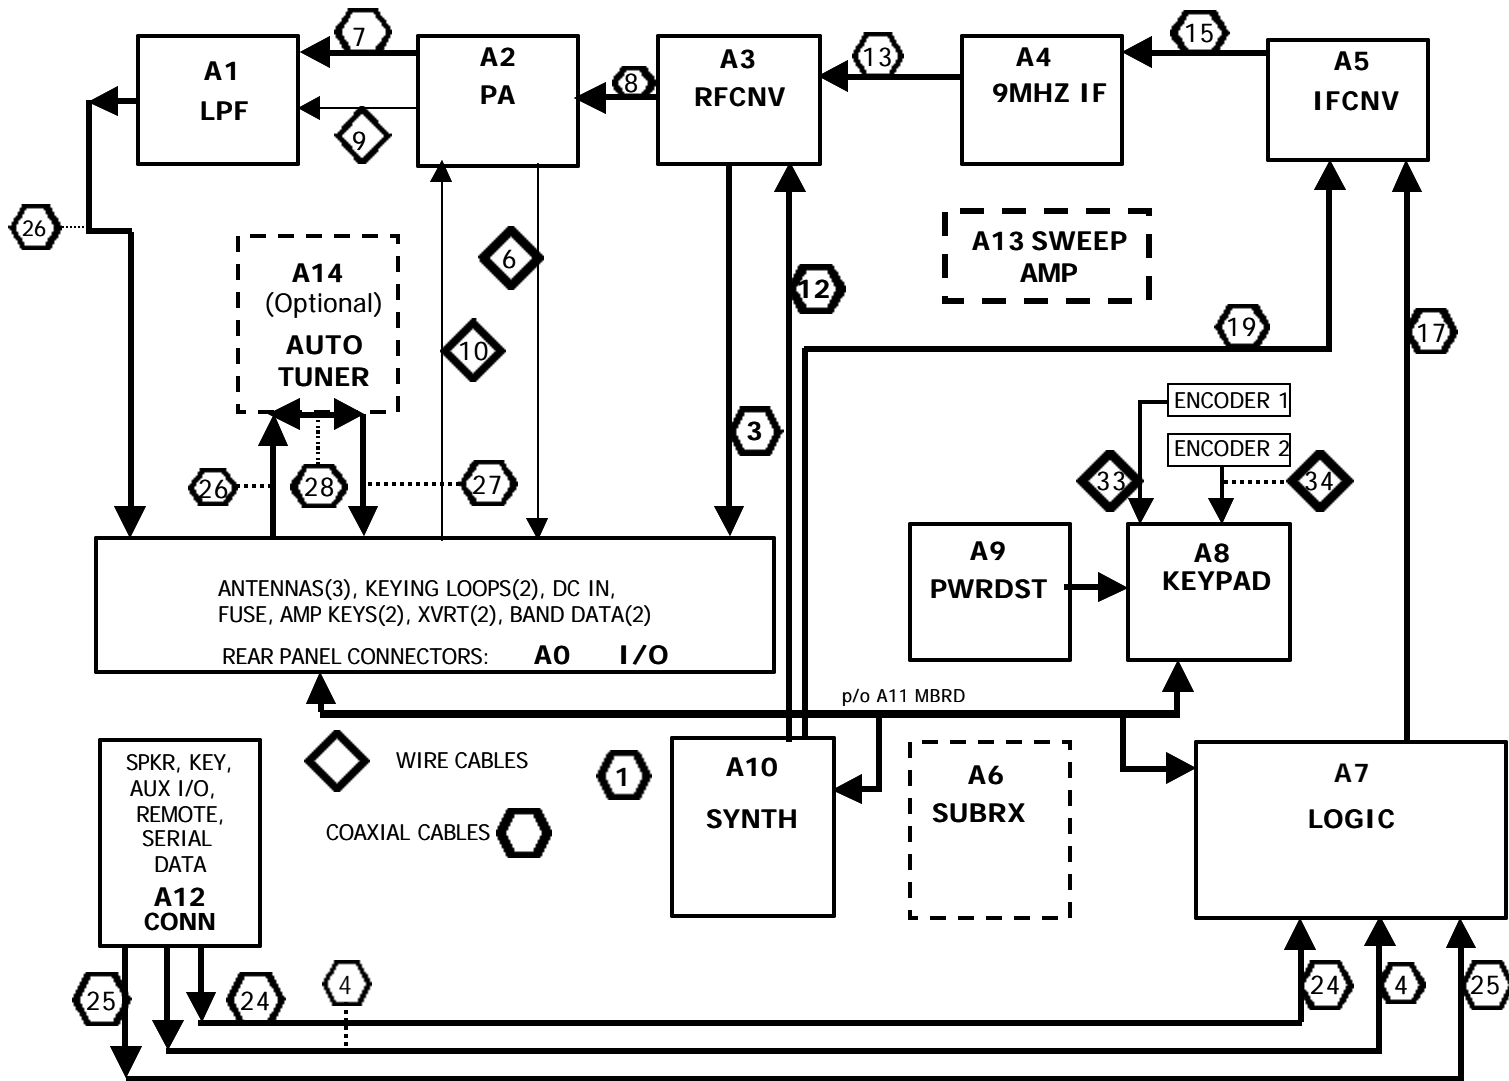 7
15
A1
LPF
A2
PA
8
A3
RFCNV
13
A4
9MHZ IF
A5
IFCNV
9
26
A14
(Optional)
AUTO
TUNER
6
10
A13 SWEEP
AMP
12
19
17
3
ENCODER 1
ENCODER 2
33
34
26
28
27
ANTENNAS(3), KEYING LOOPS(2), DC IN,
FUSE, AMP KEYS(2), XVRT(2), BAND DATA(2)
REAR PANEL CONNECTORS: A0 I/O
A9
PWRDST
A8
KEYPAD
p/o A11 MBRD
SPKR, KEY,
AUX I/O,
REMOTE,
SERIAL
DATA
A12
CONN
WIRE CABLES
COAXIAL CABLES
1
A10
SYNTH
A6
SUBRX
A7
LOGIC
25
24
4
24
4
25